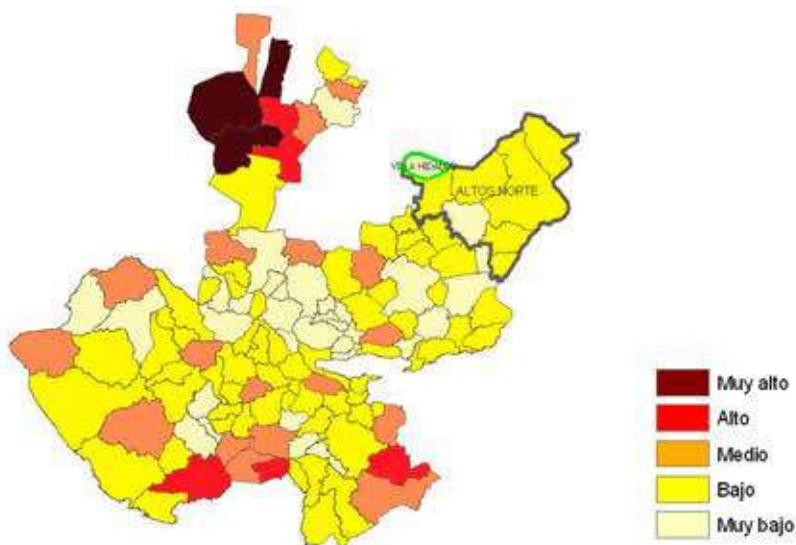 VILLA HIDALGO
ALTOS NORTE
Muy alto
Alto
Medio
Bajo
Muy bajo